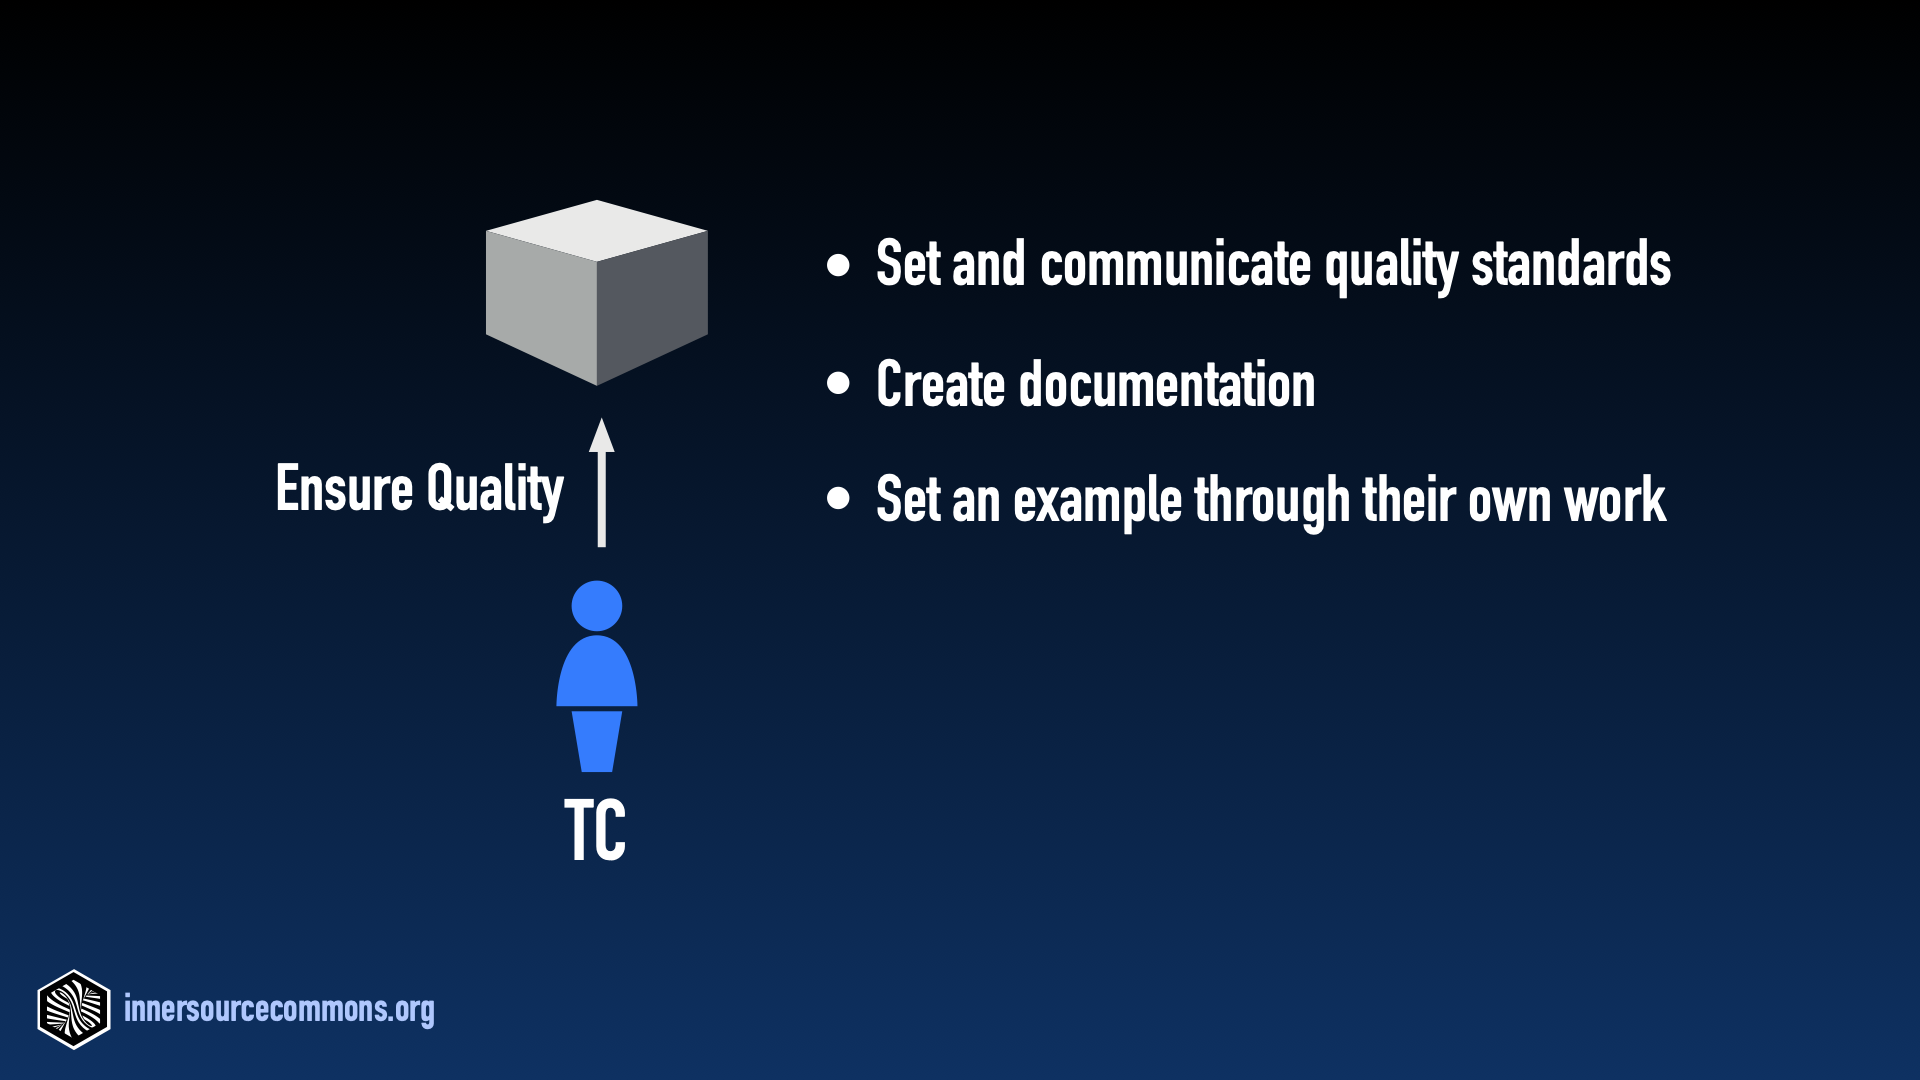 • Set and communicate quality standards
• Create documentation
Ensure Quality
• Set an example through their own work
TC
innersourcecommons.org